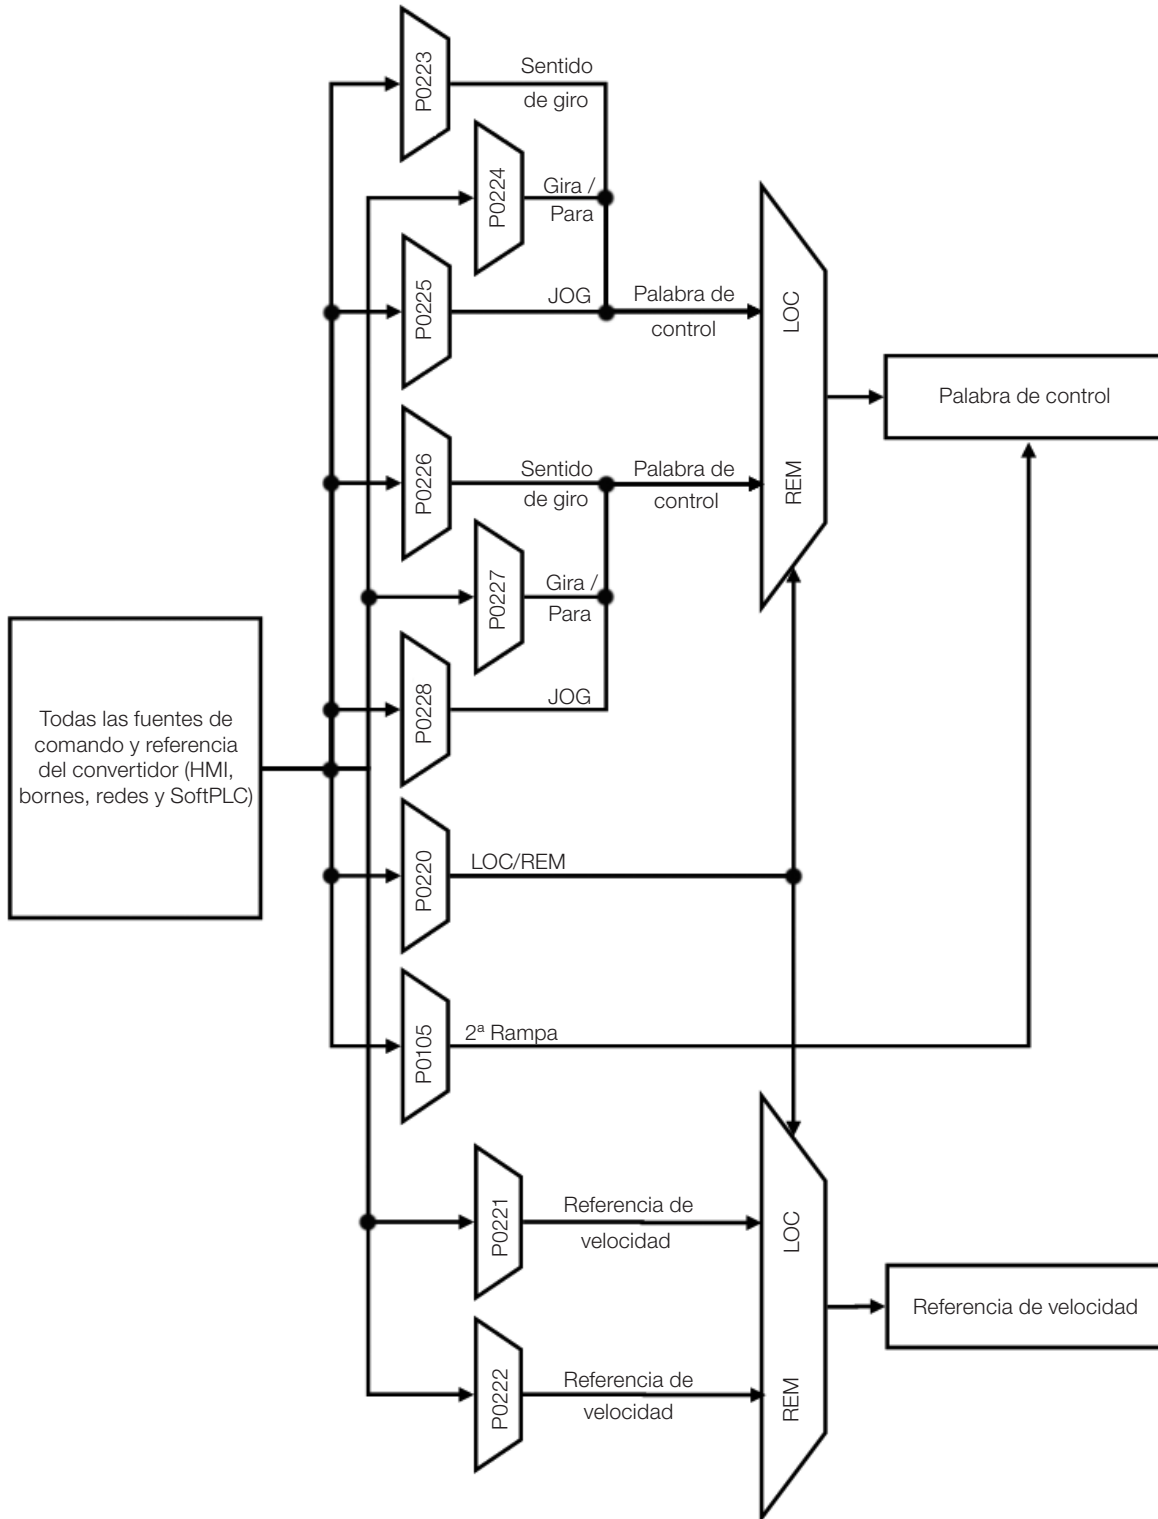 P0223
Sentido
de giro
P0224
Gira /
Para
P0225
JOG
Palabra de
control
LOC
REM
Palabra de control
P0226
Sentido
de giro
Palabra de
control
P0227
Gira /
Para
P0228
JOG
Todas las fuentes de
comando y referencia
del convertidor (HMI,
bornes, redes y SoftPLC)
P0220
LOC/REM
P0105
2ª Rampa
P0221
Referencia de
velocidad
LOC
REM
Referencia de velocidad
P0222
Referencia de
velocidad